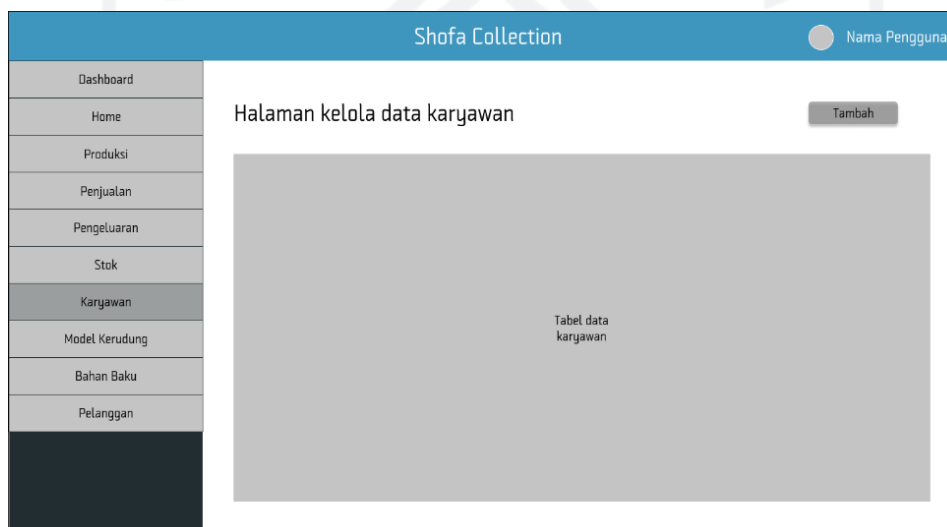 Shofa Collection
Nama Pengguna
Dashboard
Home
Produksi
Penjualan
Pengeluaran
Stok
Karyawan
Model Kerudung
Bahan Baku
Pelanggan
Halaman kelola data karyawan
Tambah
Tabel data
karyawan